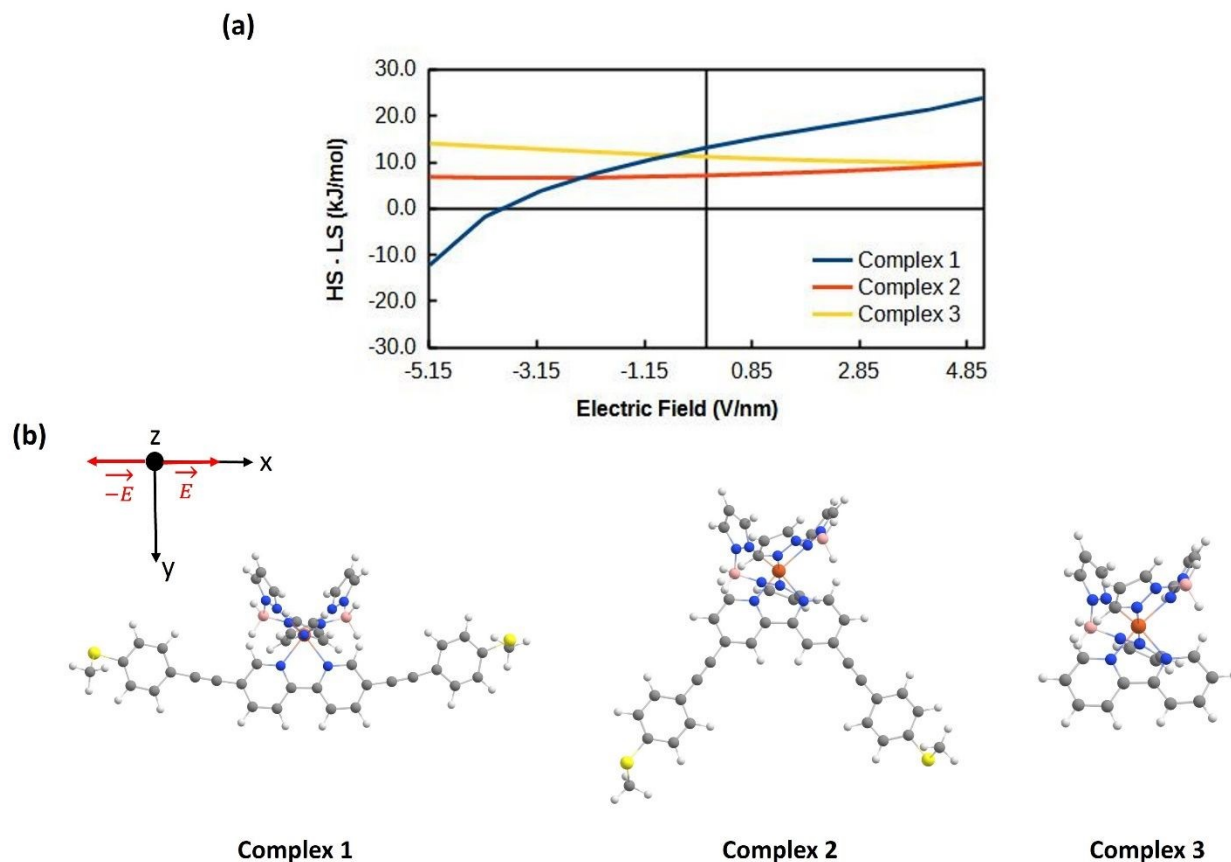 (a)
30.0
20.0
10.0
0.0
-10.0
-20.0
-30.0
HS - LS (kJ/mol)
Complex 1
Complex 2
Complex 3
-5.15 -3.15 -1.15 0.85 2.85 4.85
Electric Field (V/nm)
(b)
z
x
-E E
y
Complex 1 Complex 2 Complex 3